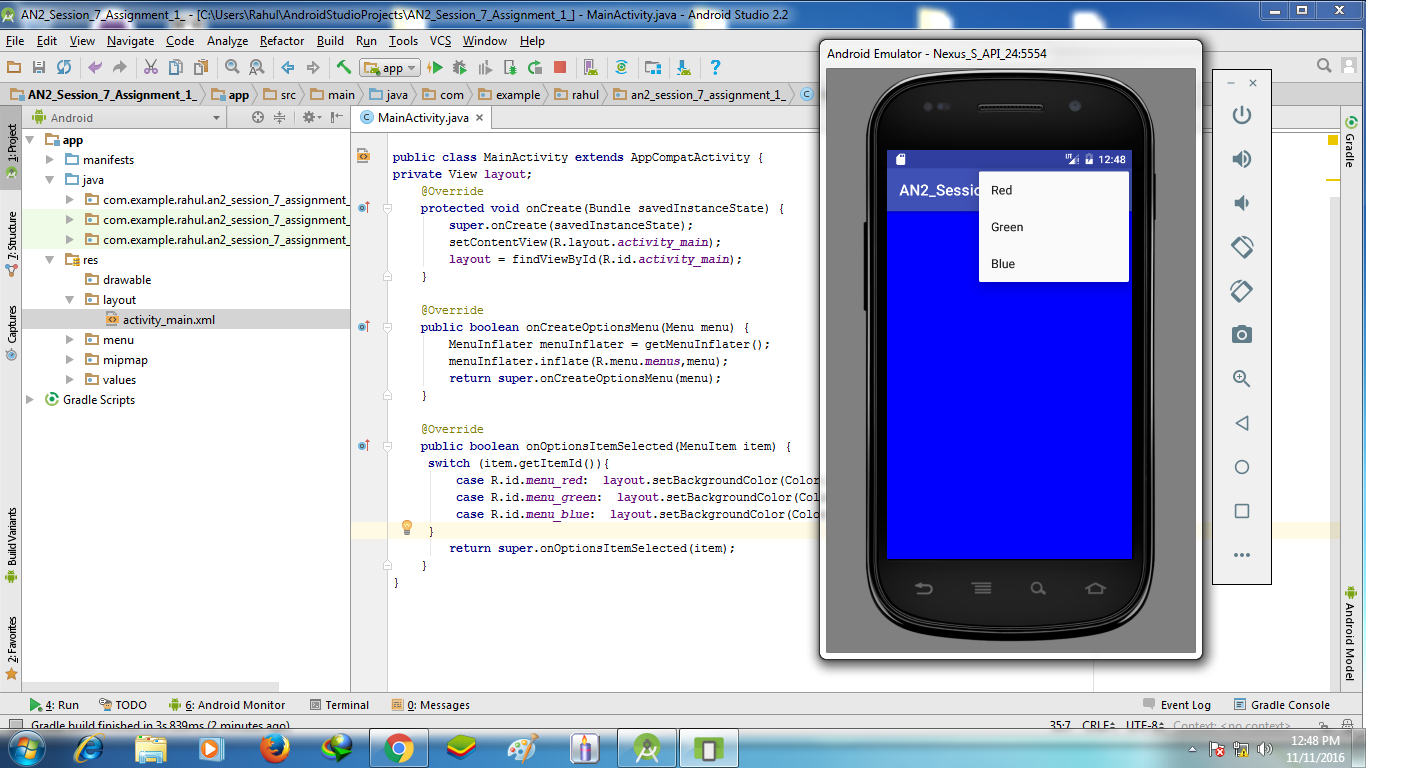 AN2_Session_7_Assignment_1_ - [C:\Users\Rahul\AndroidStudioProjects\AN2_Session_7_Assignment_1_] - MainActivity.java - Android Studio 2.2
File Edit View Navigate Code Analyze Refactor Build Run Tools VCS Window Help
app
AN2_Session_7_Assignment_1_ app src main java com example rahul an2_session_7_assignment_1_
Android
MainActivity.java
1: Project
7: Structure
Captures
Build Variants
2: Favorites
app
manifests
java
com.example.rahul.an2_session_7_assignment_
com.example.rahul.an2_session_7_assignment_
com.example.rahul.an2_session_7_assignment_
res
drawable
layout
activity_main.xml
menu
mipmap
values
Gradle Scripts
public class MainActivity extends AppCompatActivity {
private View layout;
@Override
protected void onCreate(Bundle savedInstanceState) {
super.onCreate(savedInstanceState);
setContentView(R.layout.activity_main);
layout = findViewById(R.id.activity_main);
}
@Override
public boolean onCreateOptionsMenu(Menu menu) {
MenuInflater menuInflater = getMenuInflater();
menuInflater.inflate(R.menu.menus,menu);
return super.onCreateOptionsMenu(menu);
}
@Override
public boolean onOptionsItemSelected(MenuItem item) {
switch (item.getItemId()){
case R.id.menu_red: layout.setBackgroundColor(Color
case R.id.menu_green: layout.setBackgroundColor(Col
case R.id.menu_blue: layout.setBackgroundColor(Colo
}
return super.onOptionsItemSelected(item);
}
}
Android Emulator - Nexus_S_API_24:5554
12:48
AN2_Sessio
Red
Green
Blue
Gradle
Android Model
4: Run TODO 6: Android Monitor Terminal 0: Messages Event Log Gradle Console
Gradle build finished in 3s 839ms (2 minutes ago) 35:7 CRLF UTF-8 Context: <no context>
12:48 PM
11/11/2016